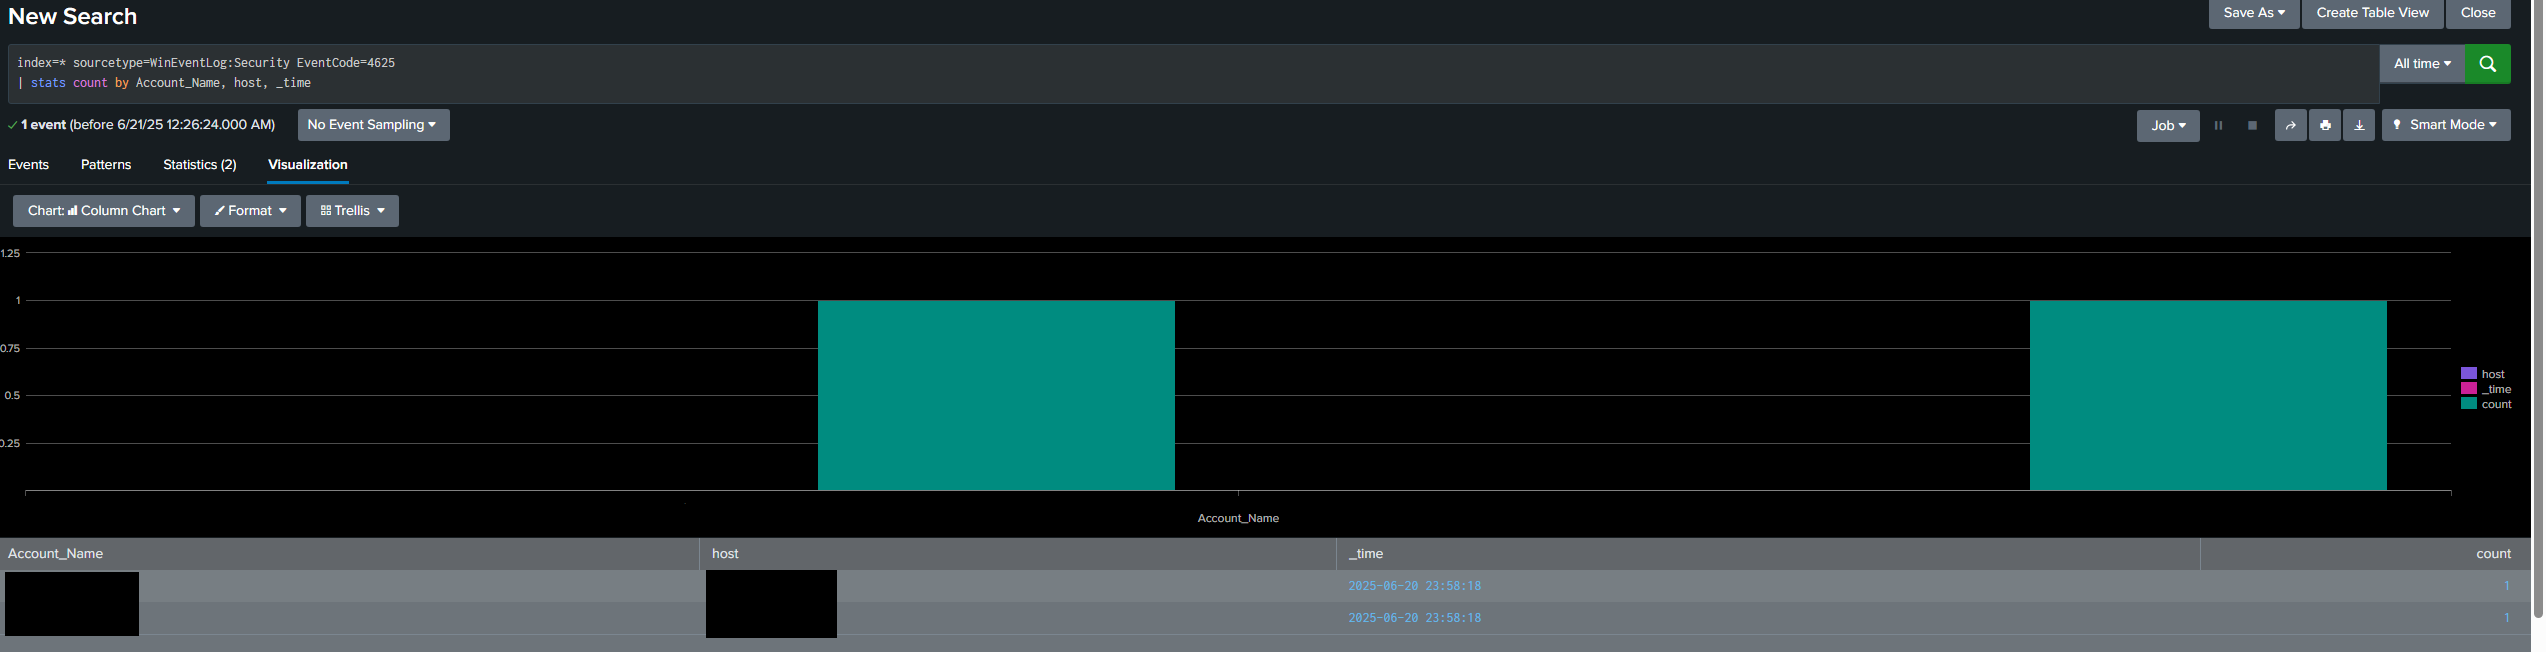 New Search
Save As Create Table View Close
index=* sourcetype=WinEventLog:Security EventCode=4625
| stats count by Account_Name, host, _time
All time
1 event (before 6/21/25 12:26:24.000 AM) No Event Sampling
Job Smart Mode
Events Patterns Statistics (2) Visualization
Chart: Column Chart Format Trellis
1.25
1
0.75
0.5
0.25
host
_time
count
Account_Name
Account_Name host _time count
2025-06-20 23:58:18 1
2025-06-20 23:58:18 1